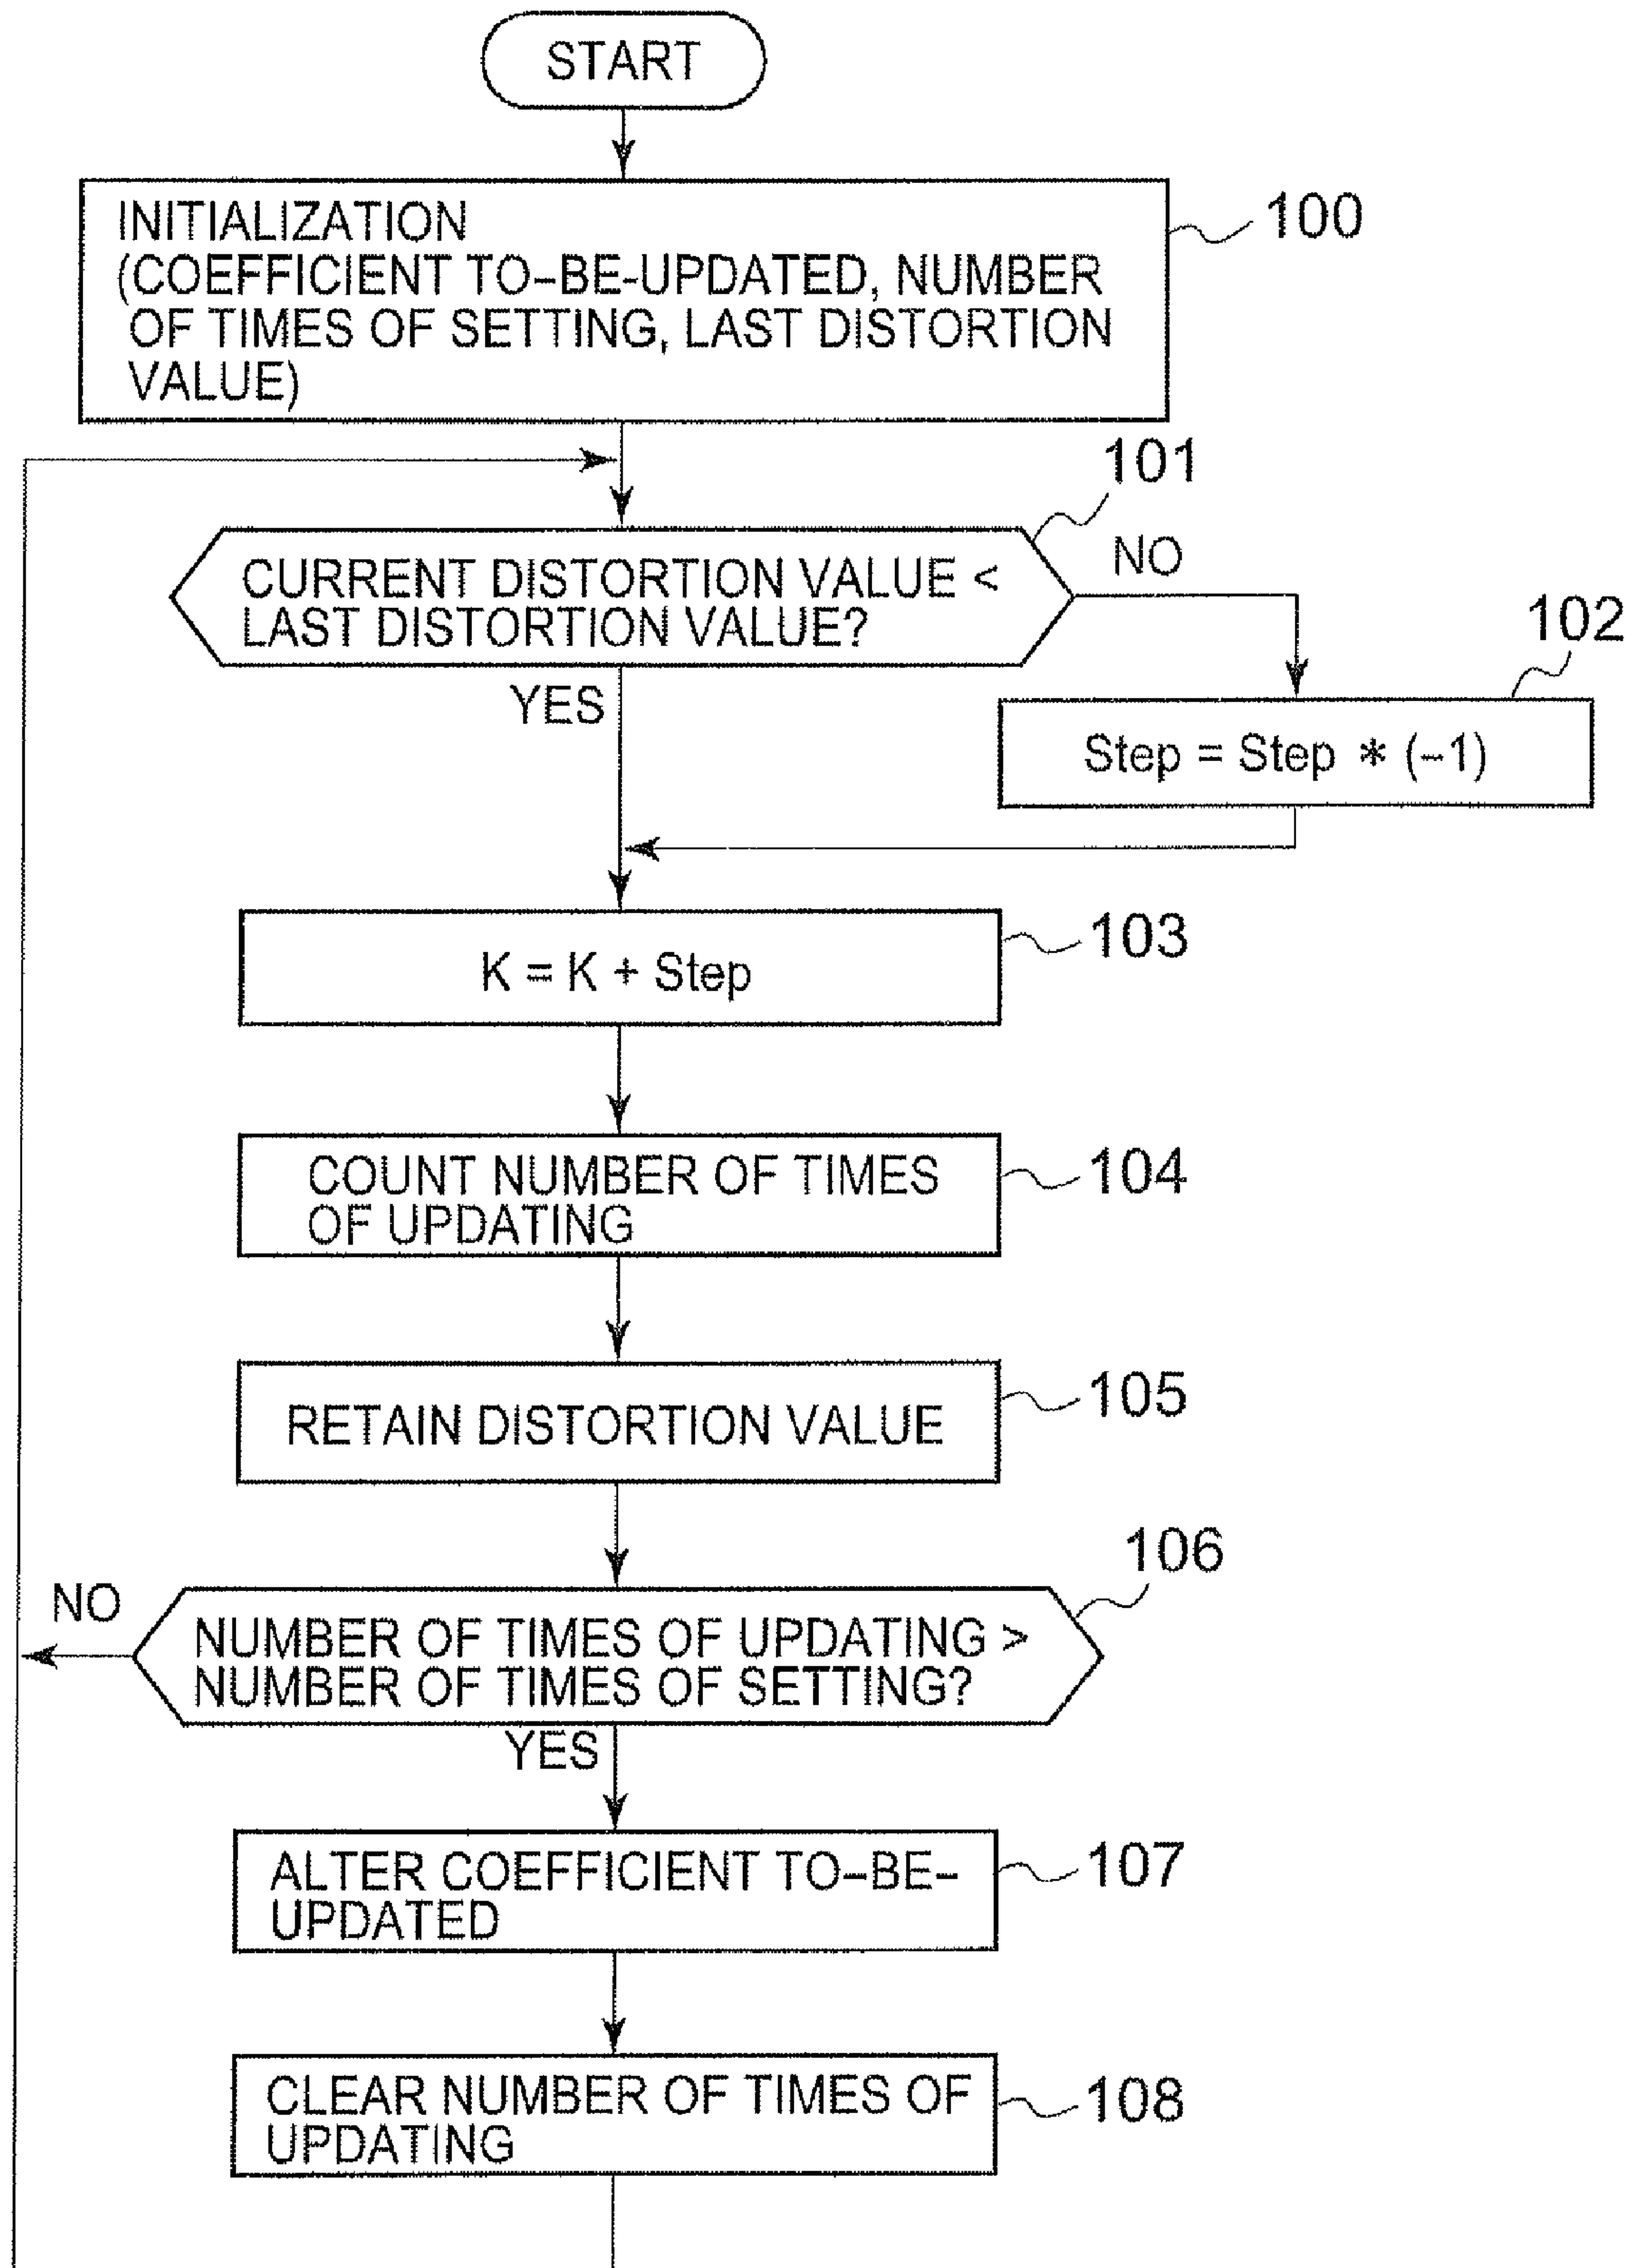 START
INITIALIZATION
(COEFFICIENT TO-BE-UPDATED, NUMBER
OF TIMES OF SETTING, LAST DISTORTION
VALUE)
100
101
CURRENT DISTORTION VALUE <
LAST DISTORTION VALUE?
NO
YES
102
Step = Step * (-1)
103
K = K + Step
104
COUNT NUMBER OF TIMES
OF UPDATING
105
RETAIN DISTORTION VALUE
106
NO
NUMBER OF TIMES OF UPDATING >
NUMBER OF TIMES OF SETTING?
YES
107
ALTER COEFFICIENT TO-BE-
UPDATED
108
CLEAR NUMBER OF TIMES OF
UPDATING